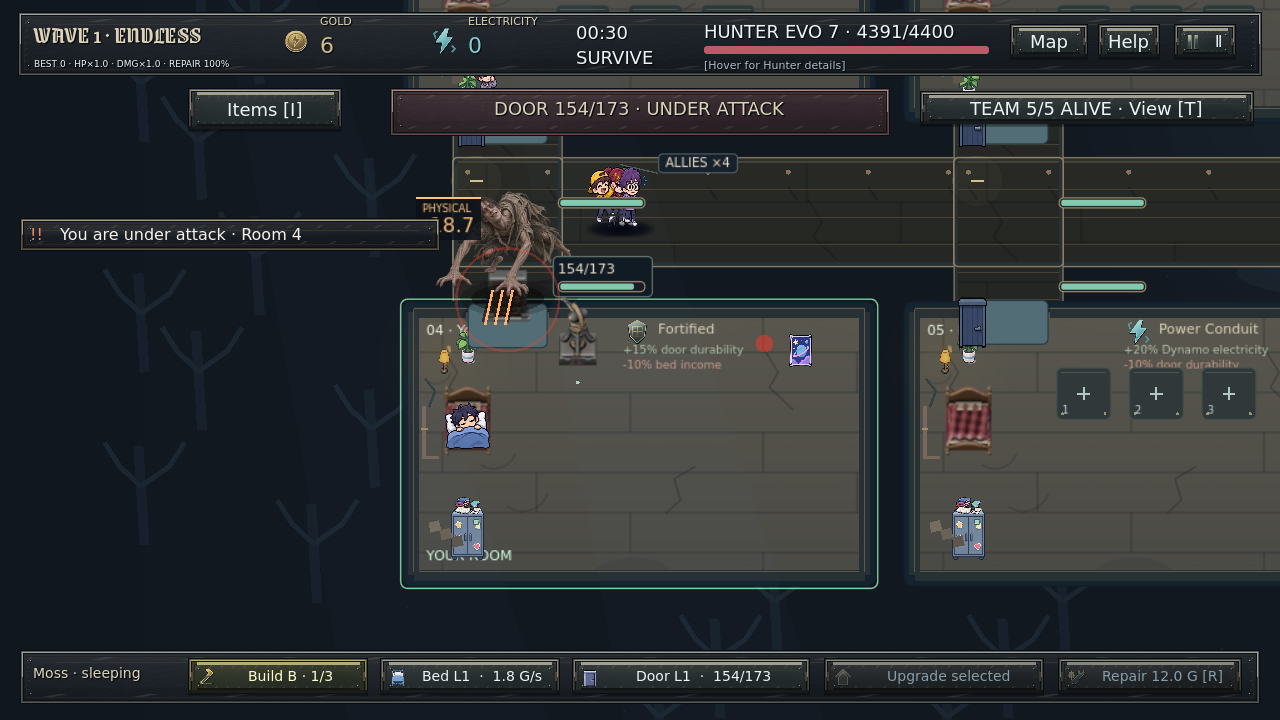 WAVE 1 · ENDLESS
BEST 0 · HP×1.0 · DMG×1.0 · REPAIR 100%
GOLD
6
ELECTRICITY
0
00:30
SURVIVE
HUNTER EVO 7 · 4391/4400
[Hover for Hunter details]
Map
Help
II
Items [I]
DOOR 154/173 · UNDER ATTACK
TEAM 5/5 ALIVE · View [T]
ALLIES ×4
PHYSICAL
8.7
!! You are under attack · Room 4
154/173
04 ·
Fortified
+15% door durability
-10% bed income
05 ·
Power Conduit
+20% Dynamo electricity
-10% door durability
+
1
+
2
+
3
YOUR ROOM
Moss · sleeping
Build B · 1/3
Bed L1 · 1.8 G/s
Door L1 · 154/173
Upgrade selected
Repair 12.0 G [R]